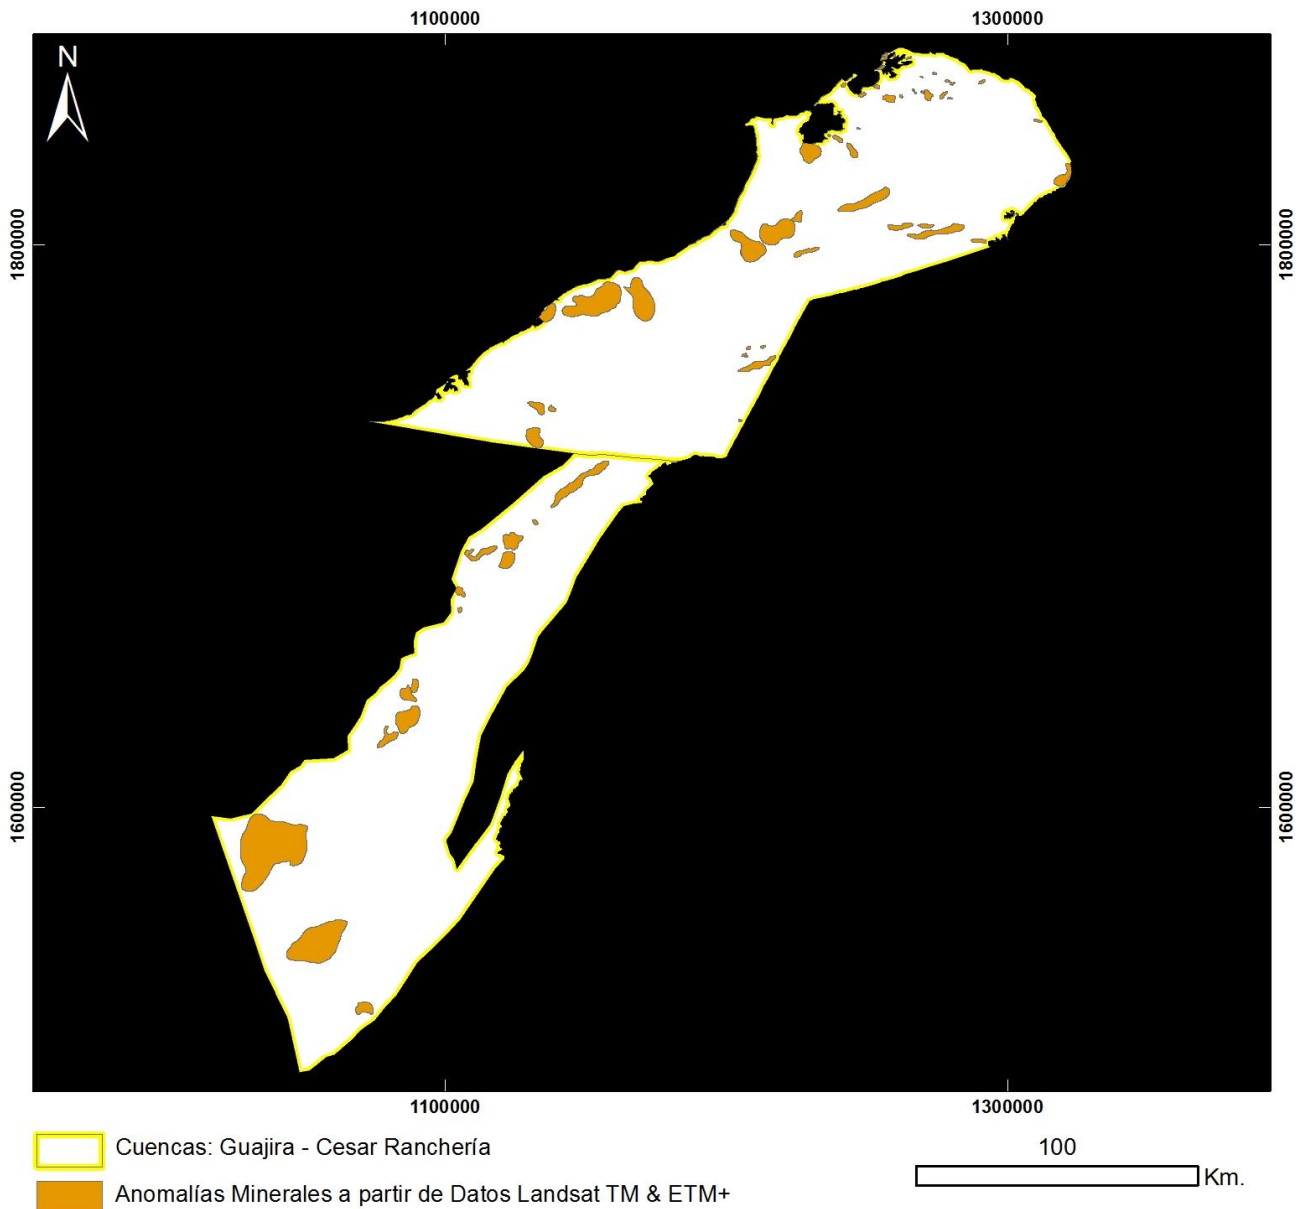 1100000 1300000
N
1800000 1800000
1600000 1600000
1100000 1300000
Cuencas: Guajira - Cesar Ranchería
100
Km.
Anomalías Minerales a partir de Datos Landsat TM & ETM+